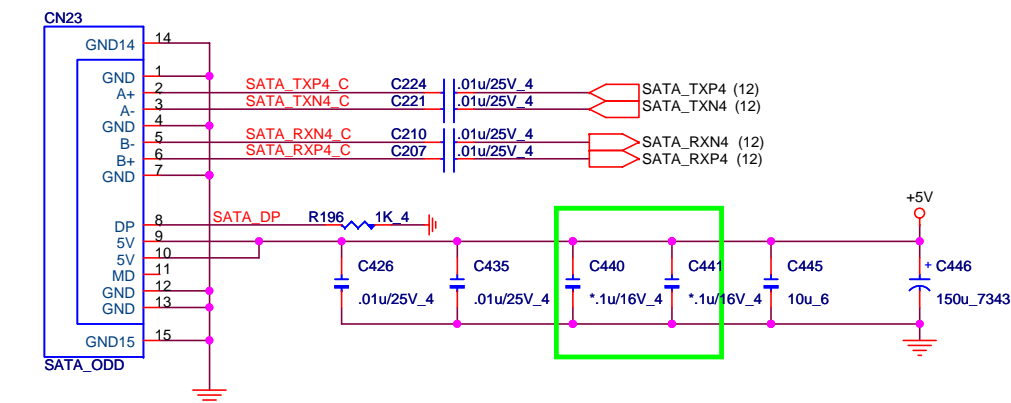 CN23
GND14 14
GND 1
SATA_TXP4_C C224 .01u/25V_4 SATA_TXP4 (12)
A+ 2
SATA_TXN4_C C221 .01u/25V_4 SATA_TXN4 (12)
A- 3
GND 4
SATA_RXN4_C C210 .01u/25V_4 SATA_RXN4 (12)
B- 5
SATA_RXP4_C C207 .01u/25V_4 SATA_RXP4 (12)
B+ 6
GND 7
+5V
DP 8 SATA_DP R196 1K_4
5V 9
5V 10
C426 C435 C440 C441 C445 + C446
MD 11
GND 12
.01u/25V_4 .01u/25V_4 *.1u/16V_4 *.1u/16V_4 10u_6 150u_7343
GND 13
GND15 15
SATA_ODD